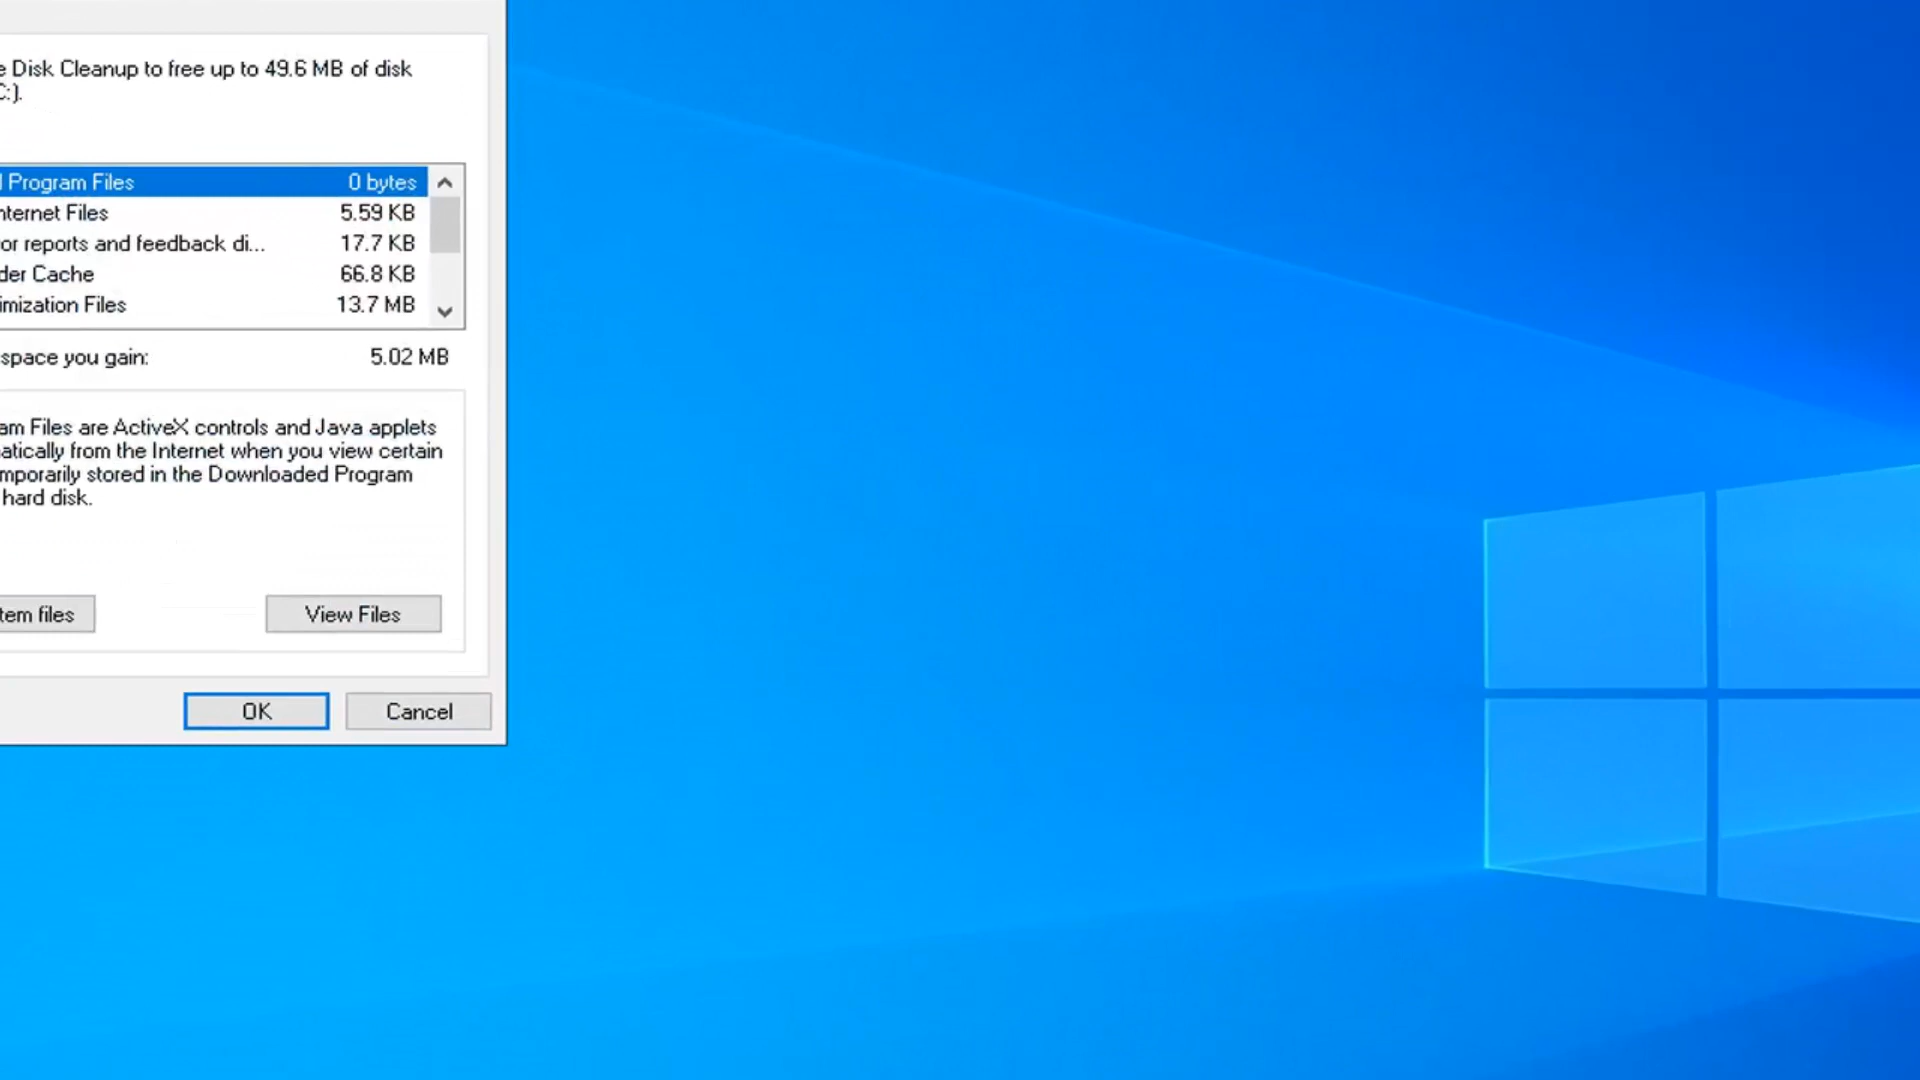 e Disk Cleanup to free up to 49.6 MB of disk
C:).
l Program Files 0 bytes
nternet Files 5.59 KB
or reports and feedback di... 17.7 KB
der Cache 66.8 KB
imization Files 13.7 MB
space you gain: 5.02 MB
am Files are ActiveX controls and Java applets
atically from the Internet when you view certain
mporarily stored in the Downloaded Program
hard disk.
tem files View Files
OK Cancel